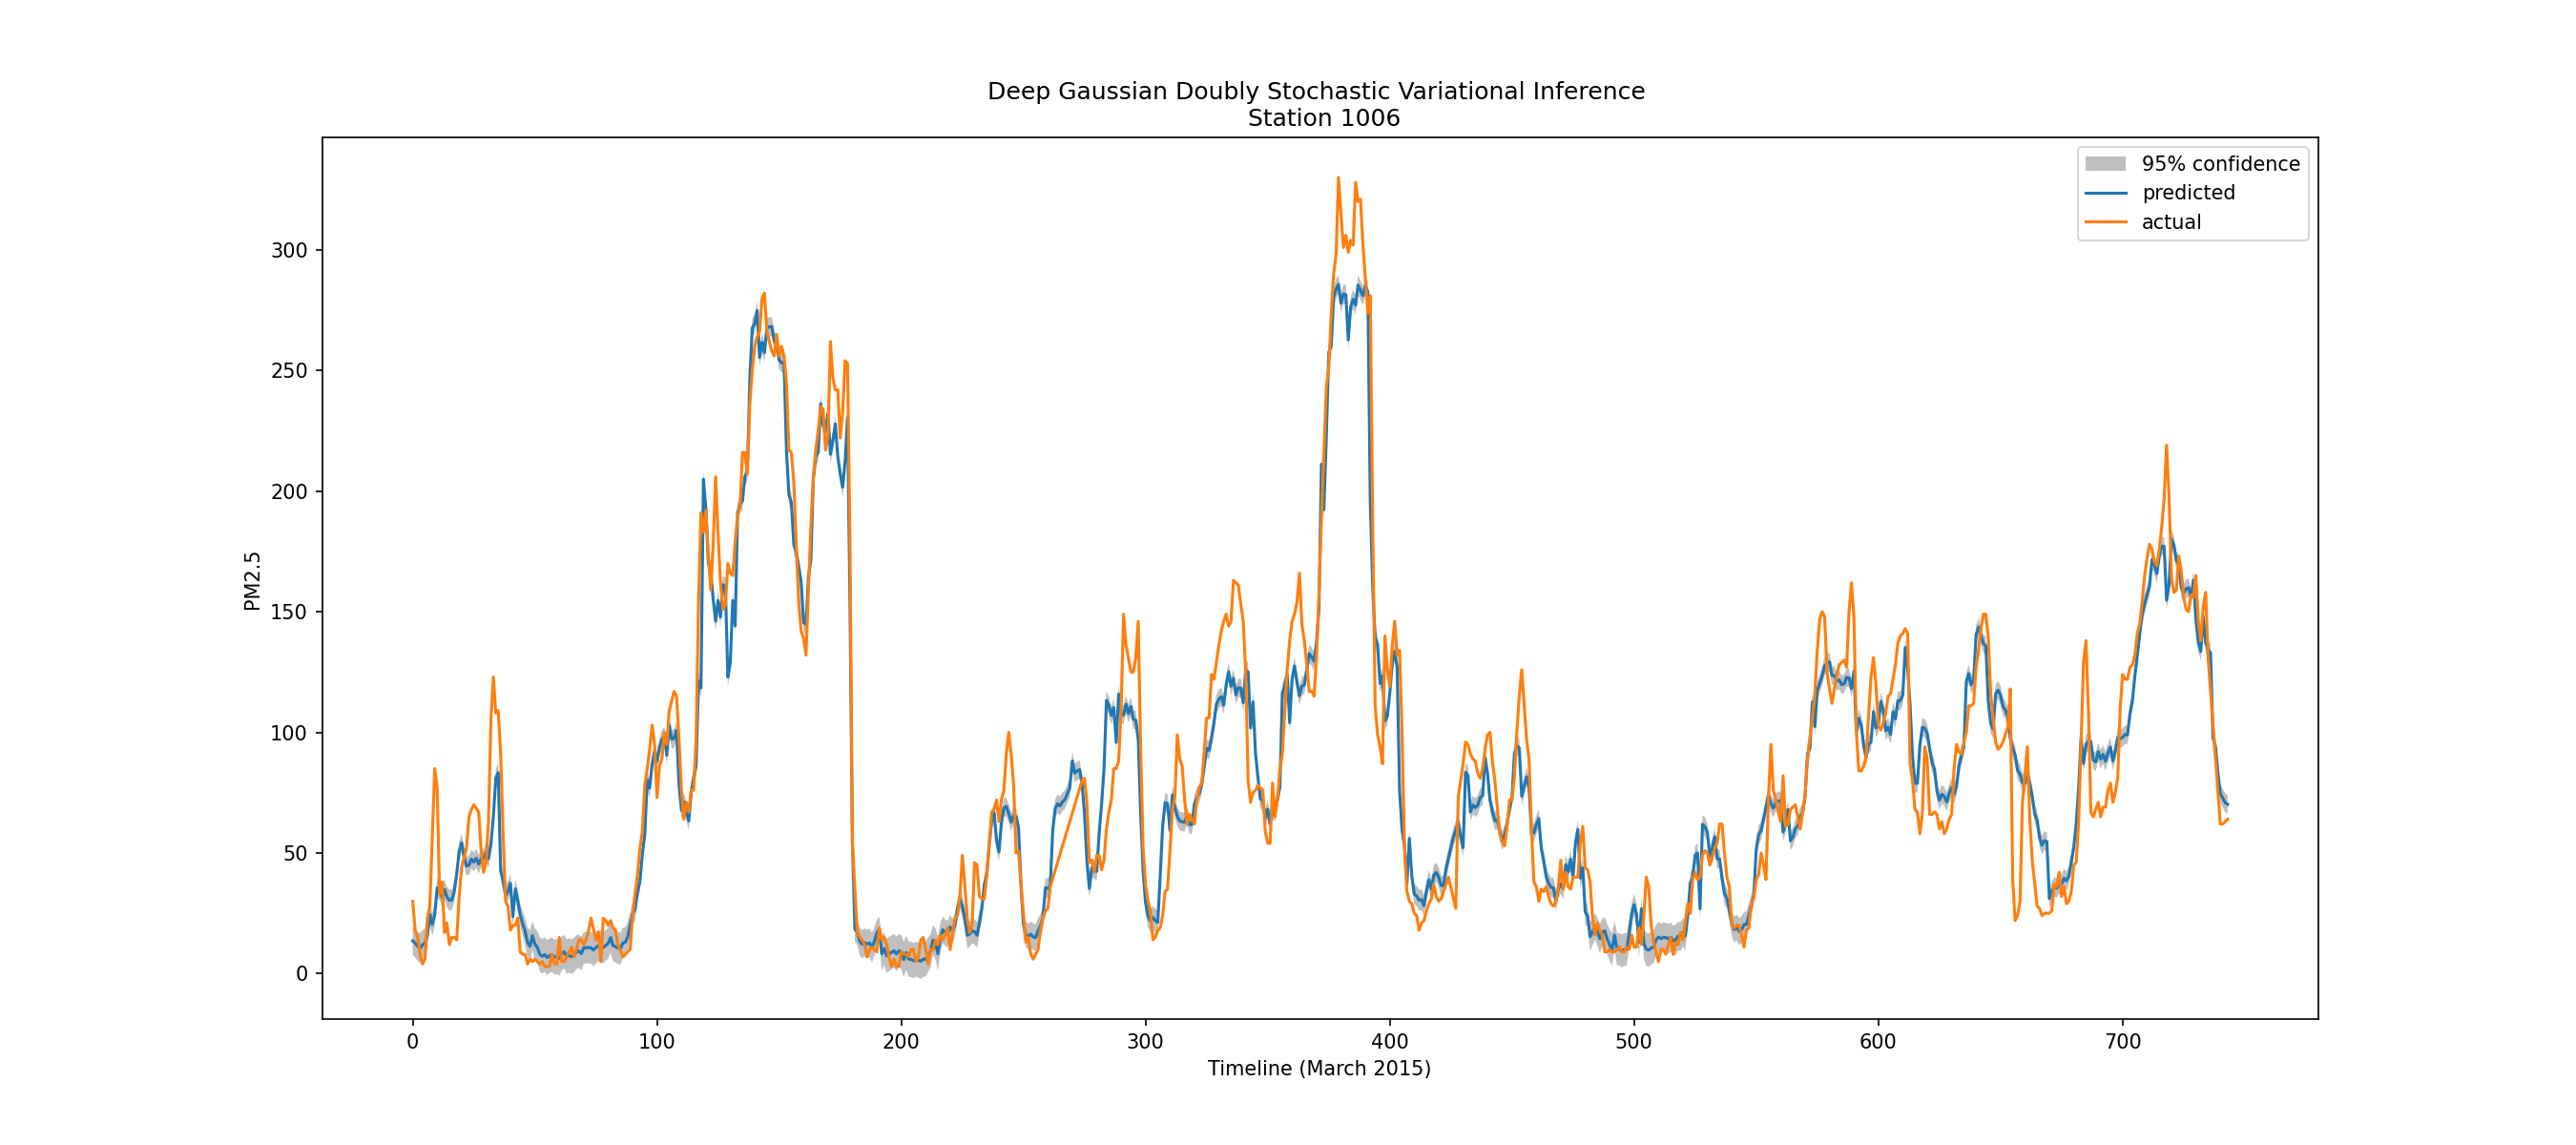 Deep Gaussian Doubly Stochastic Variational Inference
Station 1006
95% confidence
predicted
actual
300
250
200
150
100
50
0
PM2.5
0 100 200 300 400 500 600 700
Timeline (March 2015)